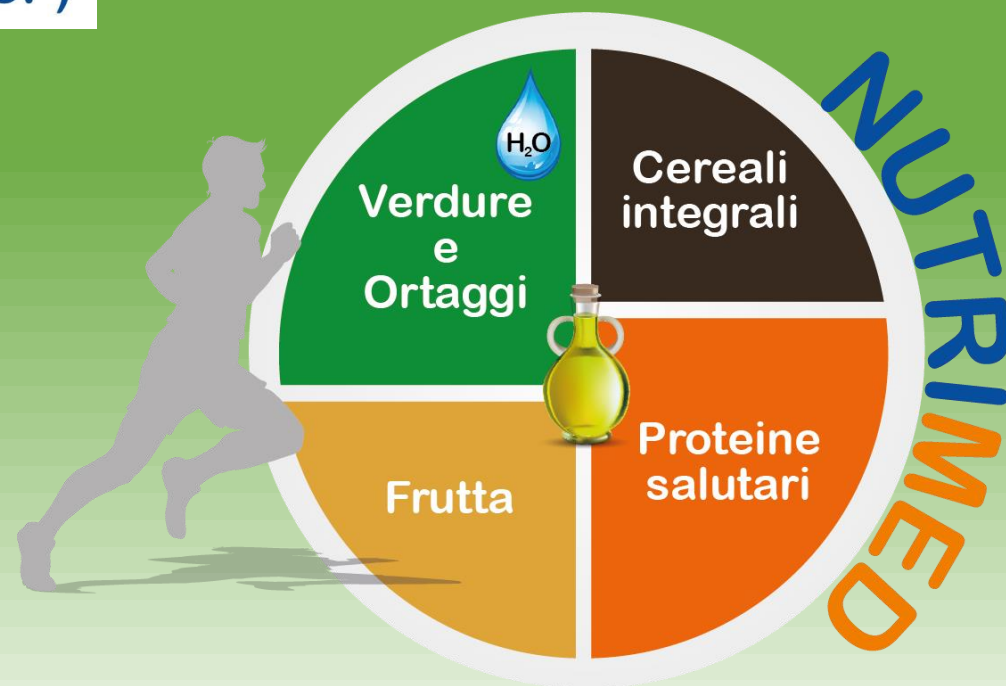 H₂O
Verdure
e
Ortaggi
Cereali
integrali
Frutta
Proteine
salutari
NUTRIMED